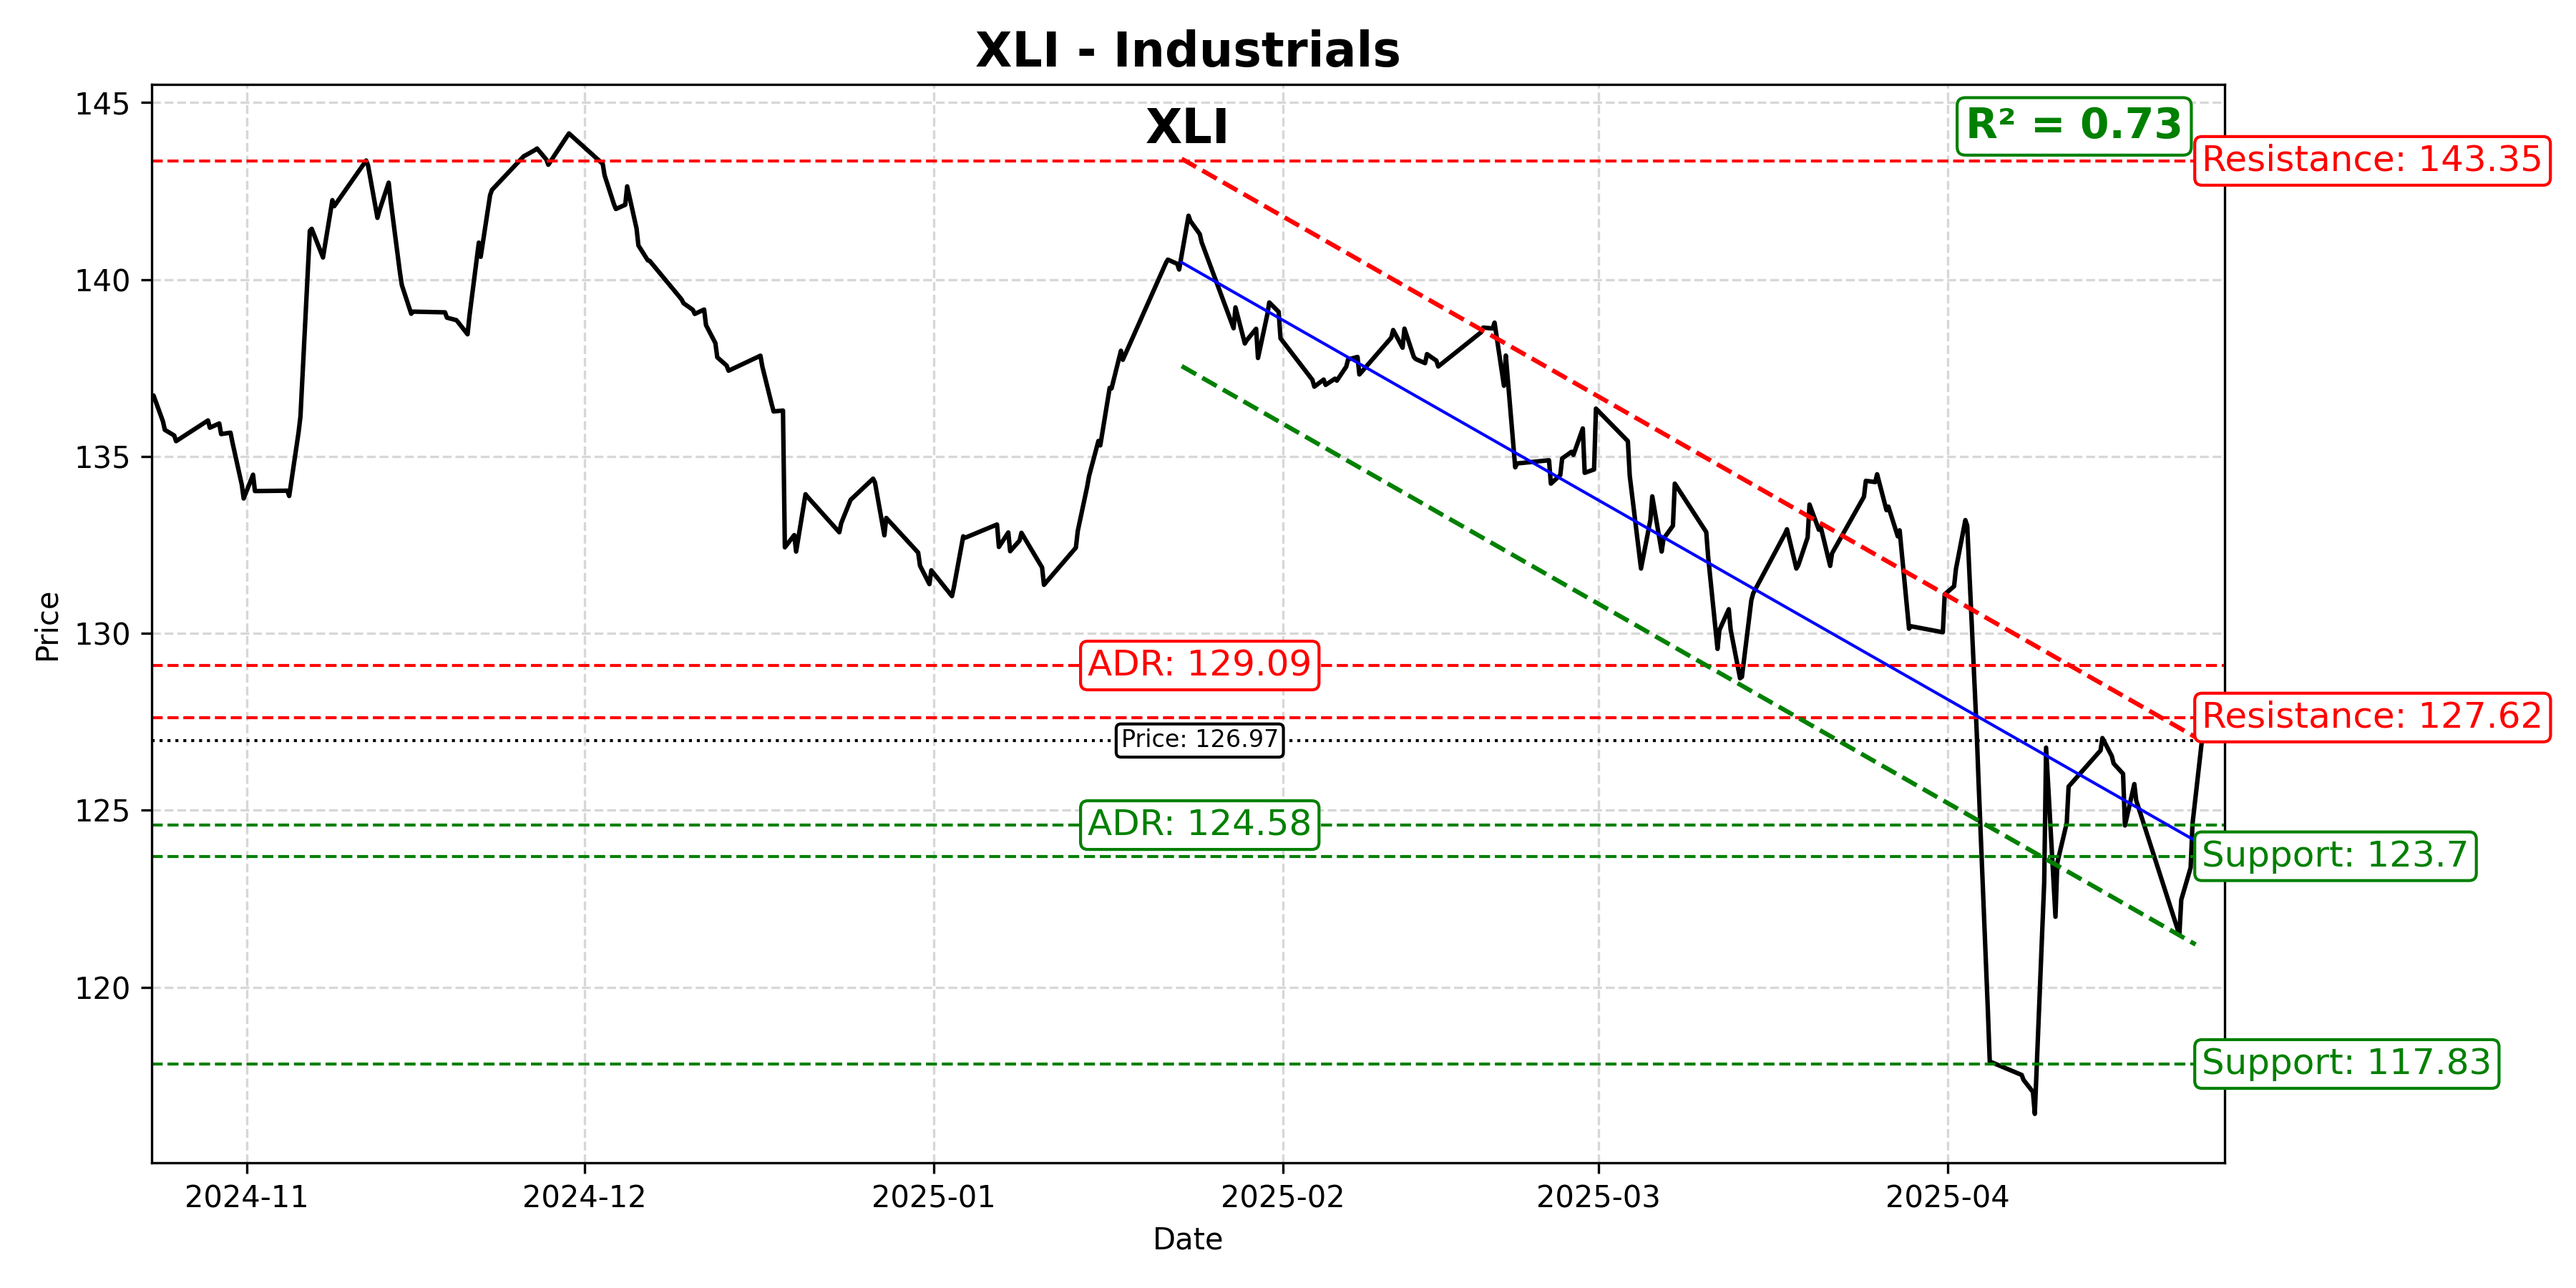 XLI - Industrials
XLI
R² = 0.73
145
Resistance: 143.35
140
135
130
ADR: 129.09
Resistance: 127.62
Price: 126.97
125
ADR: 124.58
Support: 123.7
120
Support: 117.83
Price
2024-11 2024-12 2025-01 2025-02 2025-03 2025-04
Date